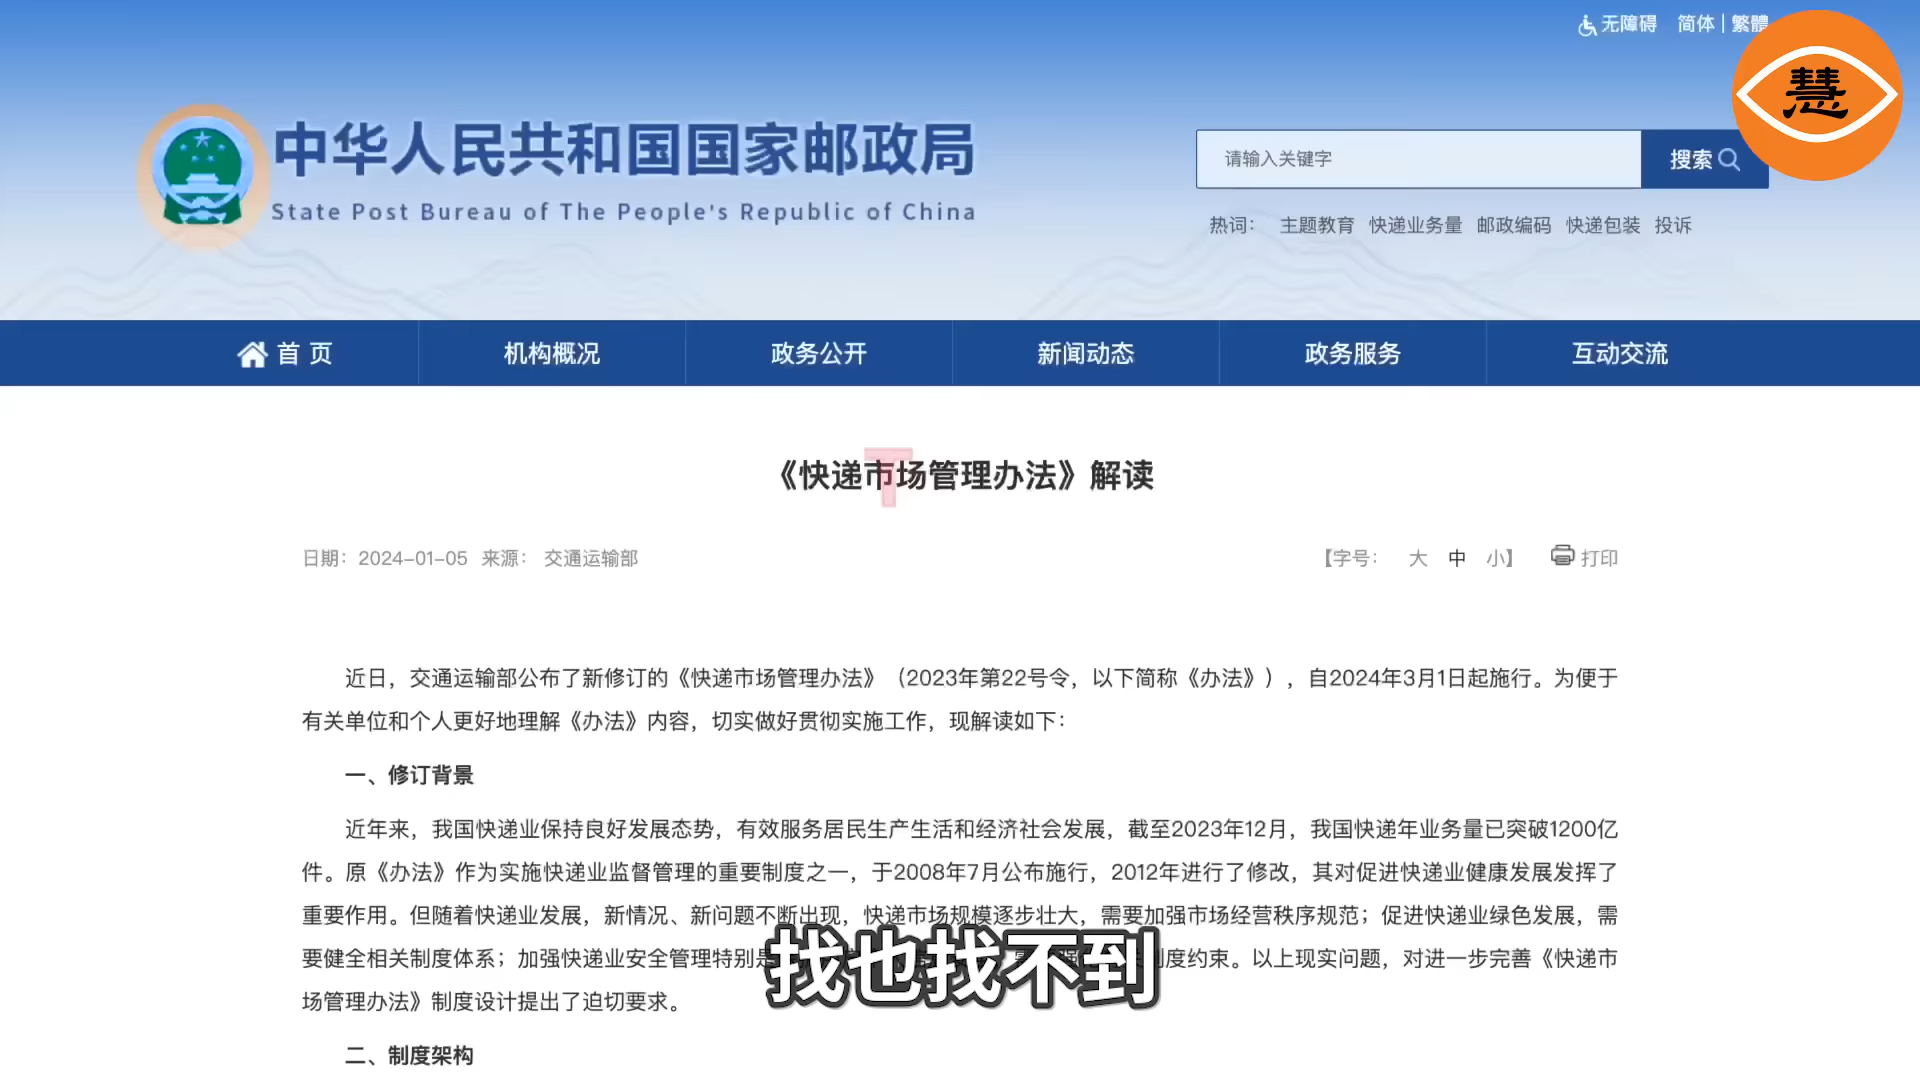 无障碍 简体 | 繁體
慧
中华人民共和国国家邮政局
State Post Bureau of The People's Republic of China
请输入关键字
搜索
热词: 主题教育 快递业务量 邮政编码 快递包装 投诉
首 页 机构概况 政务公开 新闻动态 政务服务 互动交流
《快递市场管理办法》解读
T
日期：2024-01-05 来源： 交通运输部
【字号： 大 中 小】 打印
近日，交通运输部公布了新修订的《快递市场管理办法》（2023年第22号令，以下简称《办法》），自2024年3月1日起施行。为便于
有关单位和个人更好地理解《办法》内容，切实做好贯彻实施工作，现解读如下：
一、修订背景
近年来，我国快递业保持良好发展态势，有效服务居民生产生活和经济社会发展，截至2023年12月，我国快递年业务量已突破1200亿
件。原《办法》作为实施快递业监督管理的重要制度之一，于2008年7月公布施行，2012年进行了修改，其对促进快递业健康发展发挥了
重要作用。但随着快递业发展，新情况、新问题不断出现，快递市场规模逐步壮大，需要加强市场经营秩序规范；促进快递业绿色发展，需
要健全相关制度体系；加强快递业安全管理特别是 度约束。以上现实问题，对进一步完善《快递市
场管理办法》制度设计提出了迫切要求。
找也找不到
二、制度架构